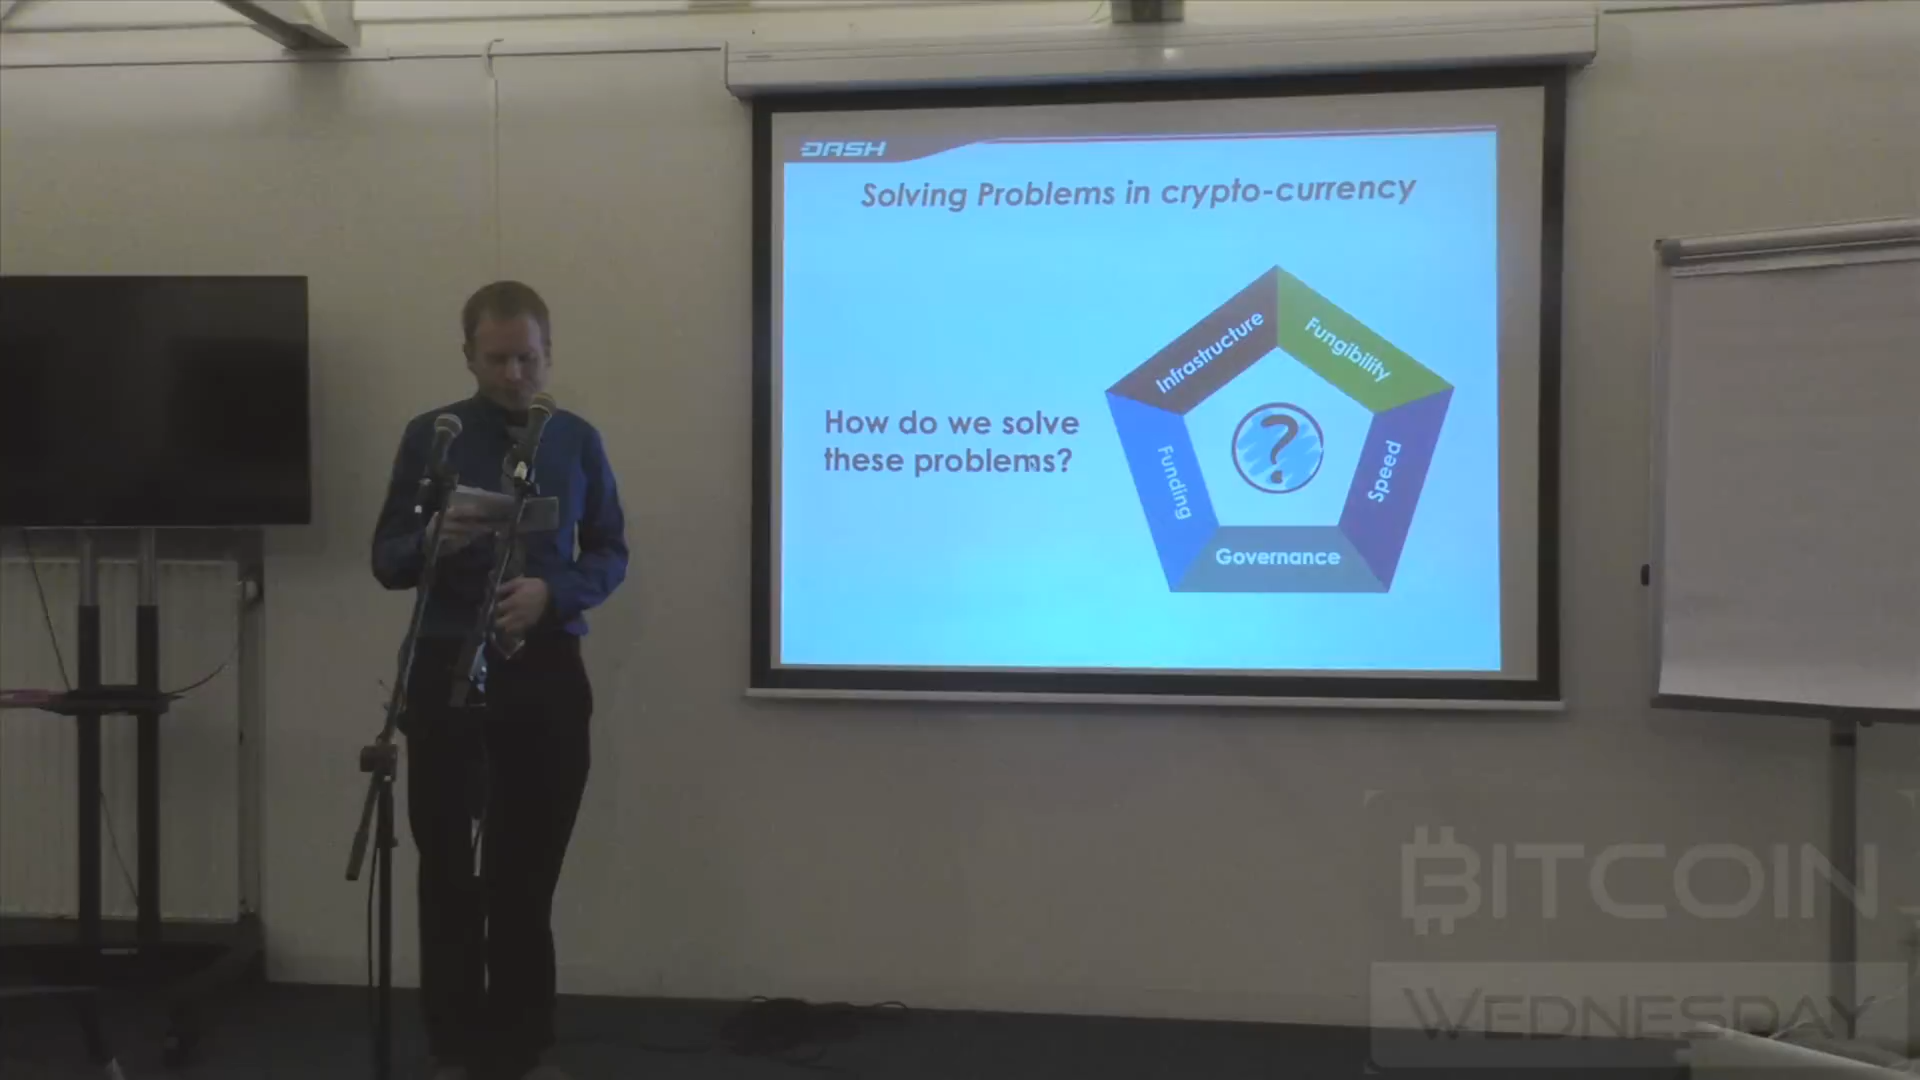 DASH
Solving Problems in crypto-currency
Infrastructure
Fungibility
How do we solve
these problems?
Funding
Speed
Governance
?
BITCOIN
WEDNESDAY